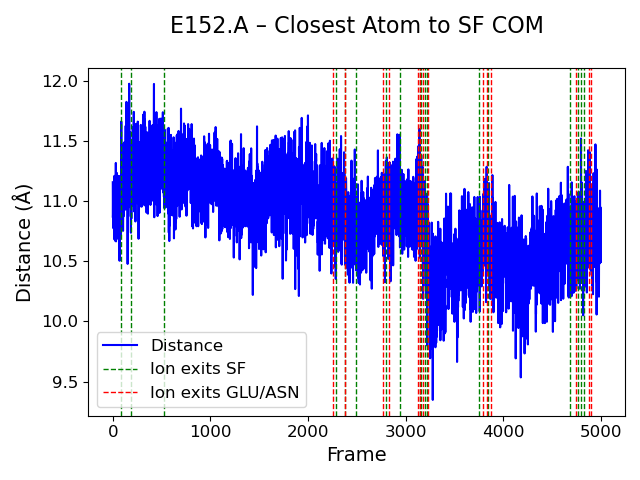 E152.A – Closest Atom to SF COM
Distance (Å)
12.0
11.5
11.0
10.5
10.0
9.5
Distance
Ion exits SF
Ion exits GLU/ASN
0 1000 2000 3000 4000 5000
Frame